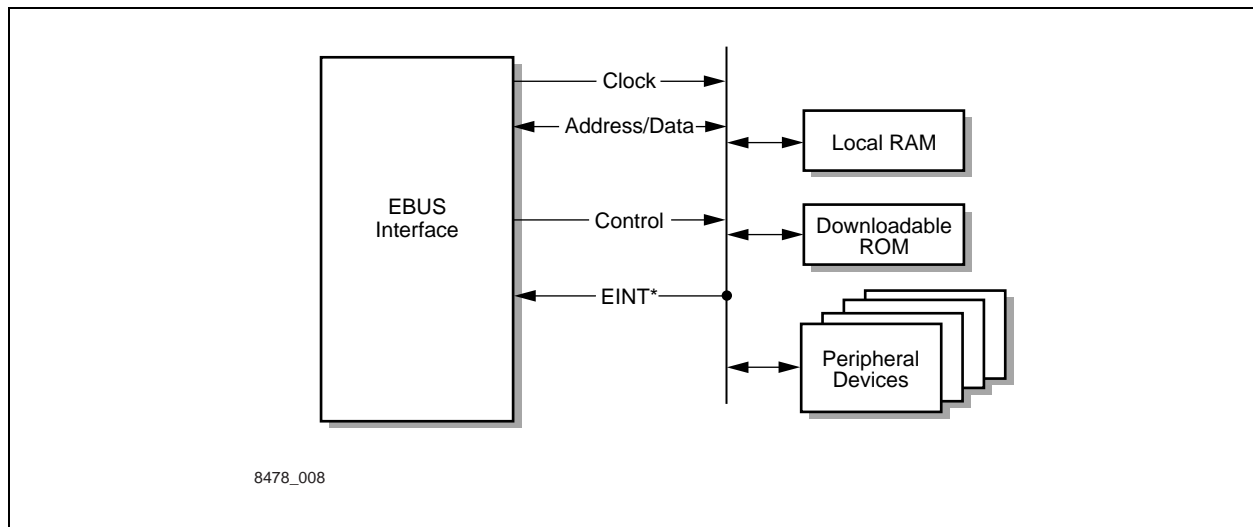 Clock
Address/Data
Local RAM
EBUS
Interface
Control
Downloadable
ROM
EINT*
Peripheral
Devices
8478_008